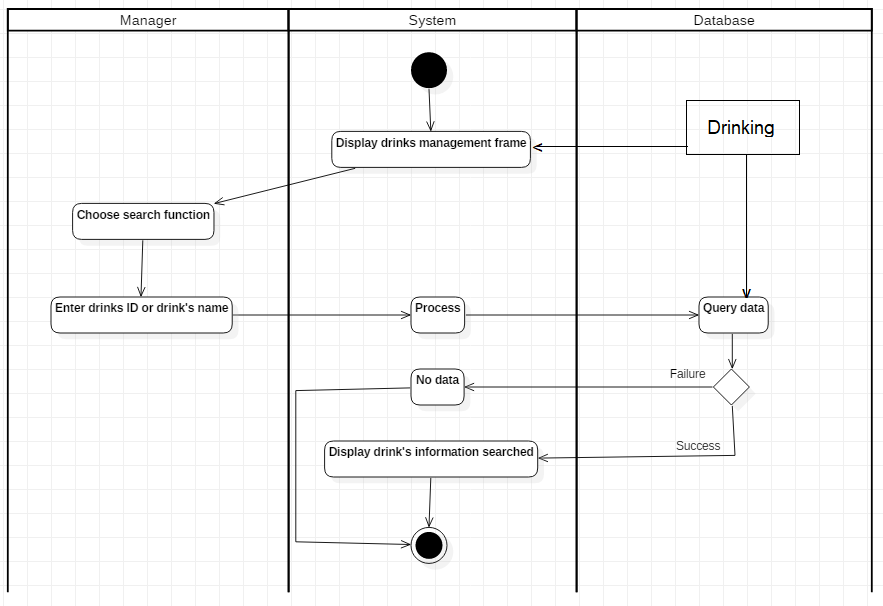 Manager
System
Database
Drinking
Display drinks management frame
Choose search function
Enter drinks ID or drink's name
Process
Query data
Failure
No data
Success
Display drink's information searched